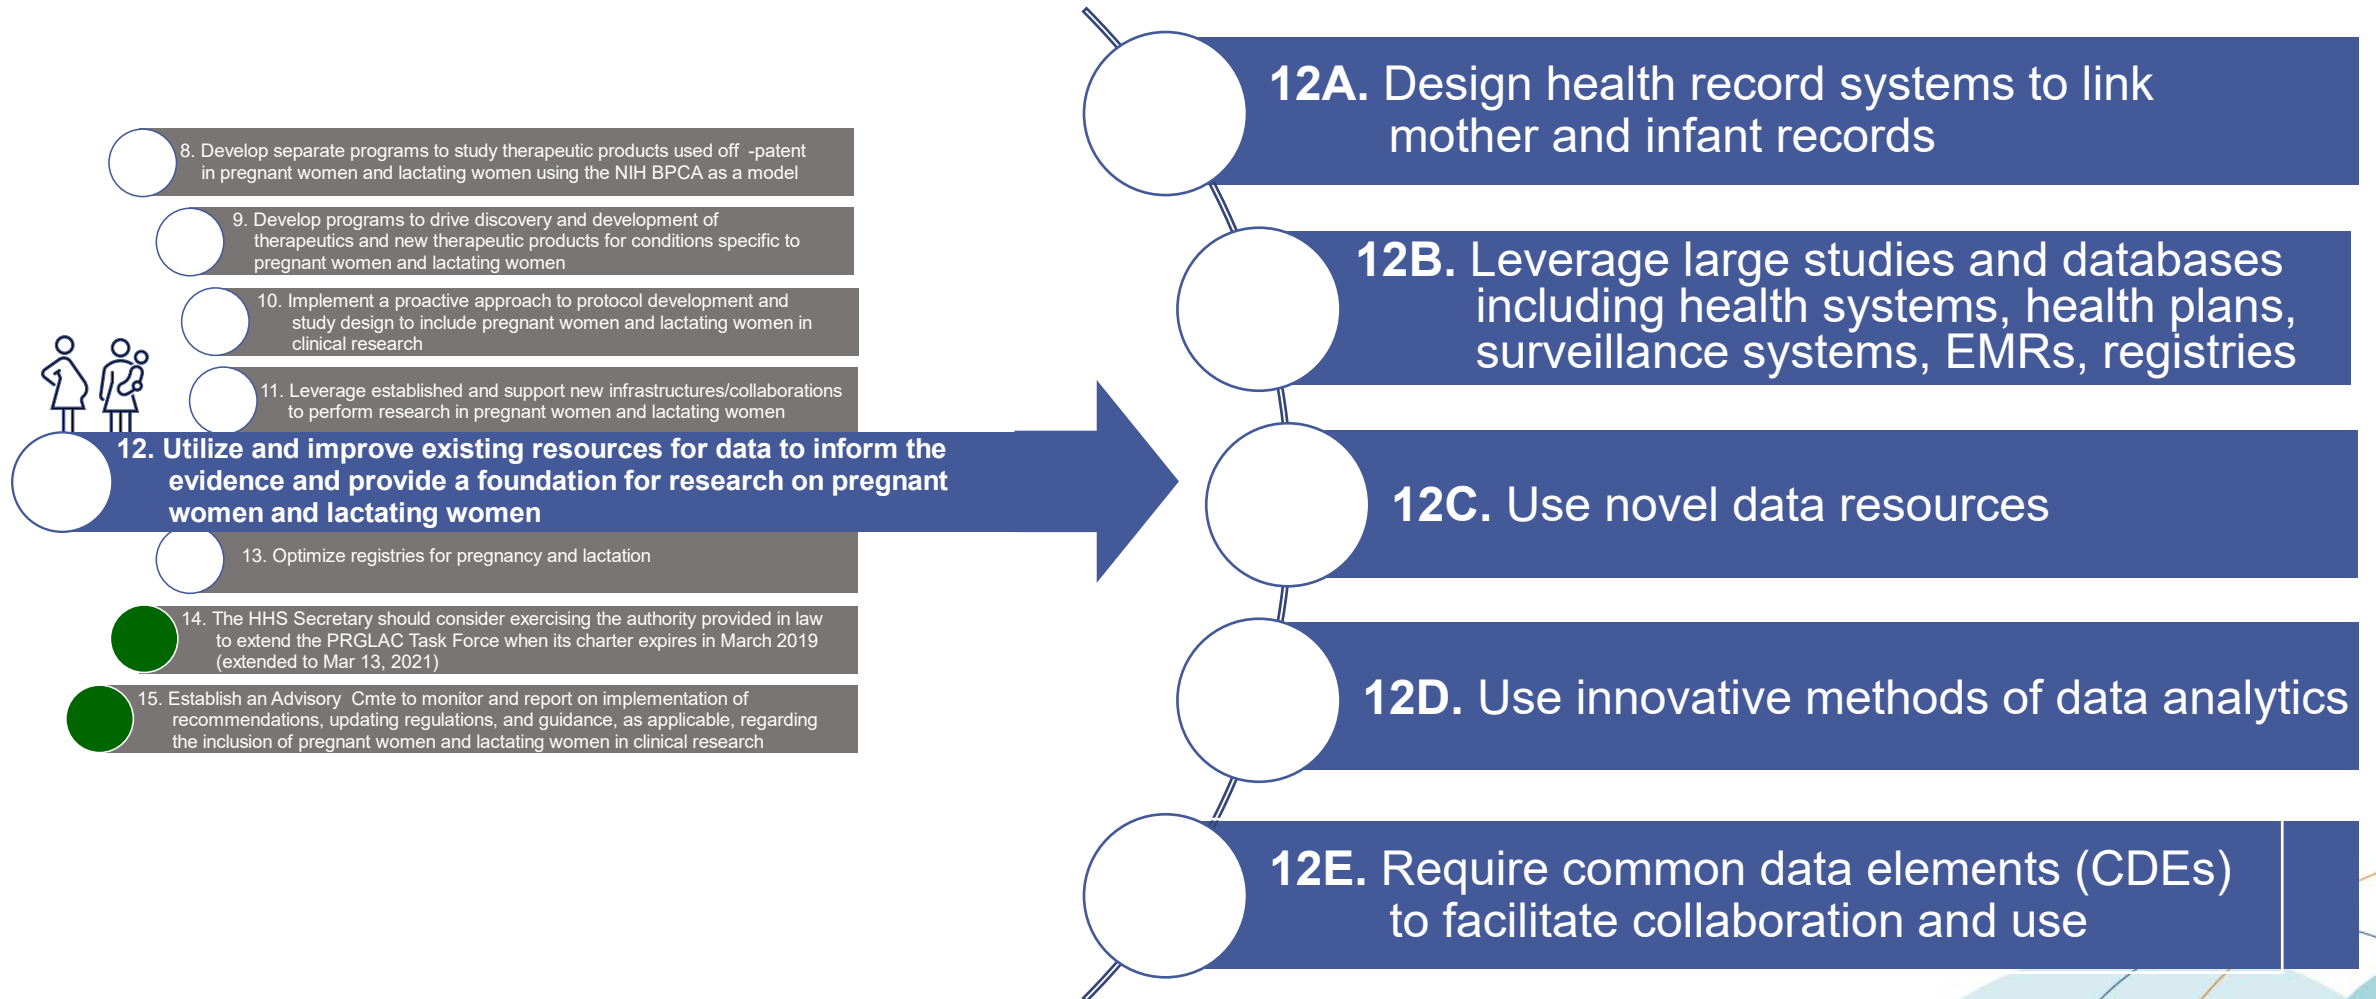 8. Develop separate programs to study therapeutic products used off -patent
in pregnant women and lactating women using the NIH BPCA as a model
9. Develop programs to drive discovery and development of
therapeutics and new therapeutic products for conditions specific to
pregnant women and lactating women
10. Implement a proactive approach to protocol development and
study design to include pregnant women and lactating women in
clinical research
11. Leverage established and support new infrastructures/collaborations
to perform research in pregnant women and lactating women
12. Utilize and improve existing resources for data to inform the
evidence and provide a foundation for research on pregnant
women and lactating women
13. Optimize registries for pregnancy and lactation
14. The HHS Secretary should consider exercising the authority provided in law
to extend the PRGLAC Task Force when its charter expires in March 2019
(extended to Mar 13, 2021)
15. Establish an Advisory Cmte to monitor and report on implementation of
recommendations, updating regulations, and guidance, as applicable, regarding
the inclusion of pregnant women and lactating women in clinical research
12A. Design health record systems to link
mother and infant records
12B. Leverage large studies and databases
including health systems, health plans,
surveillance systems, EMRs, registries
12C. Use novel data resources
12D. Use innovative methods of data analytics
12E. Require common data elements (CDEs)
to facilitate collaboration and use